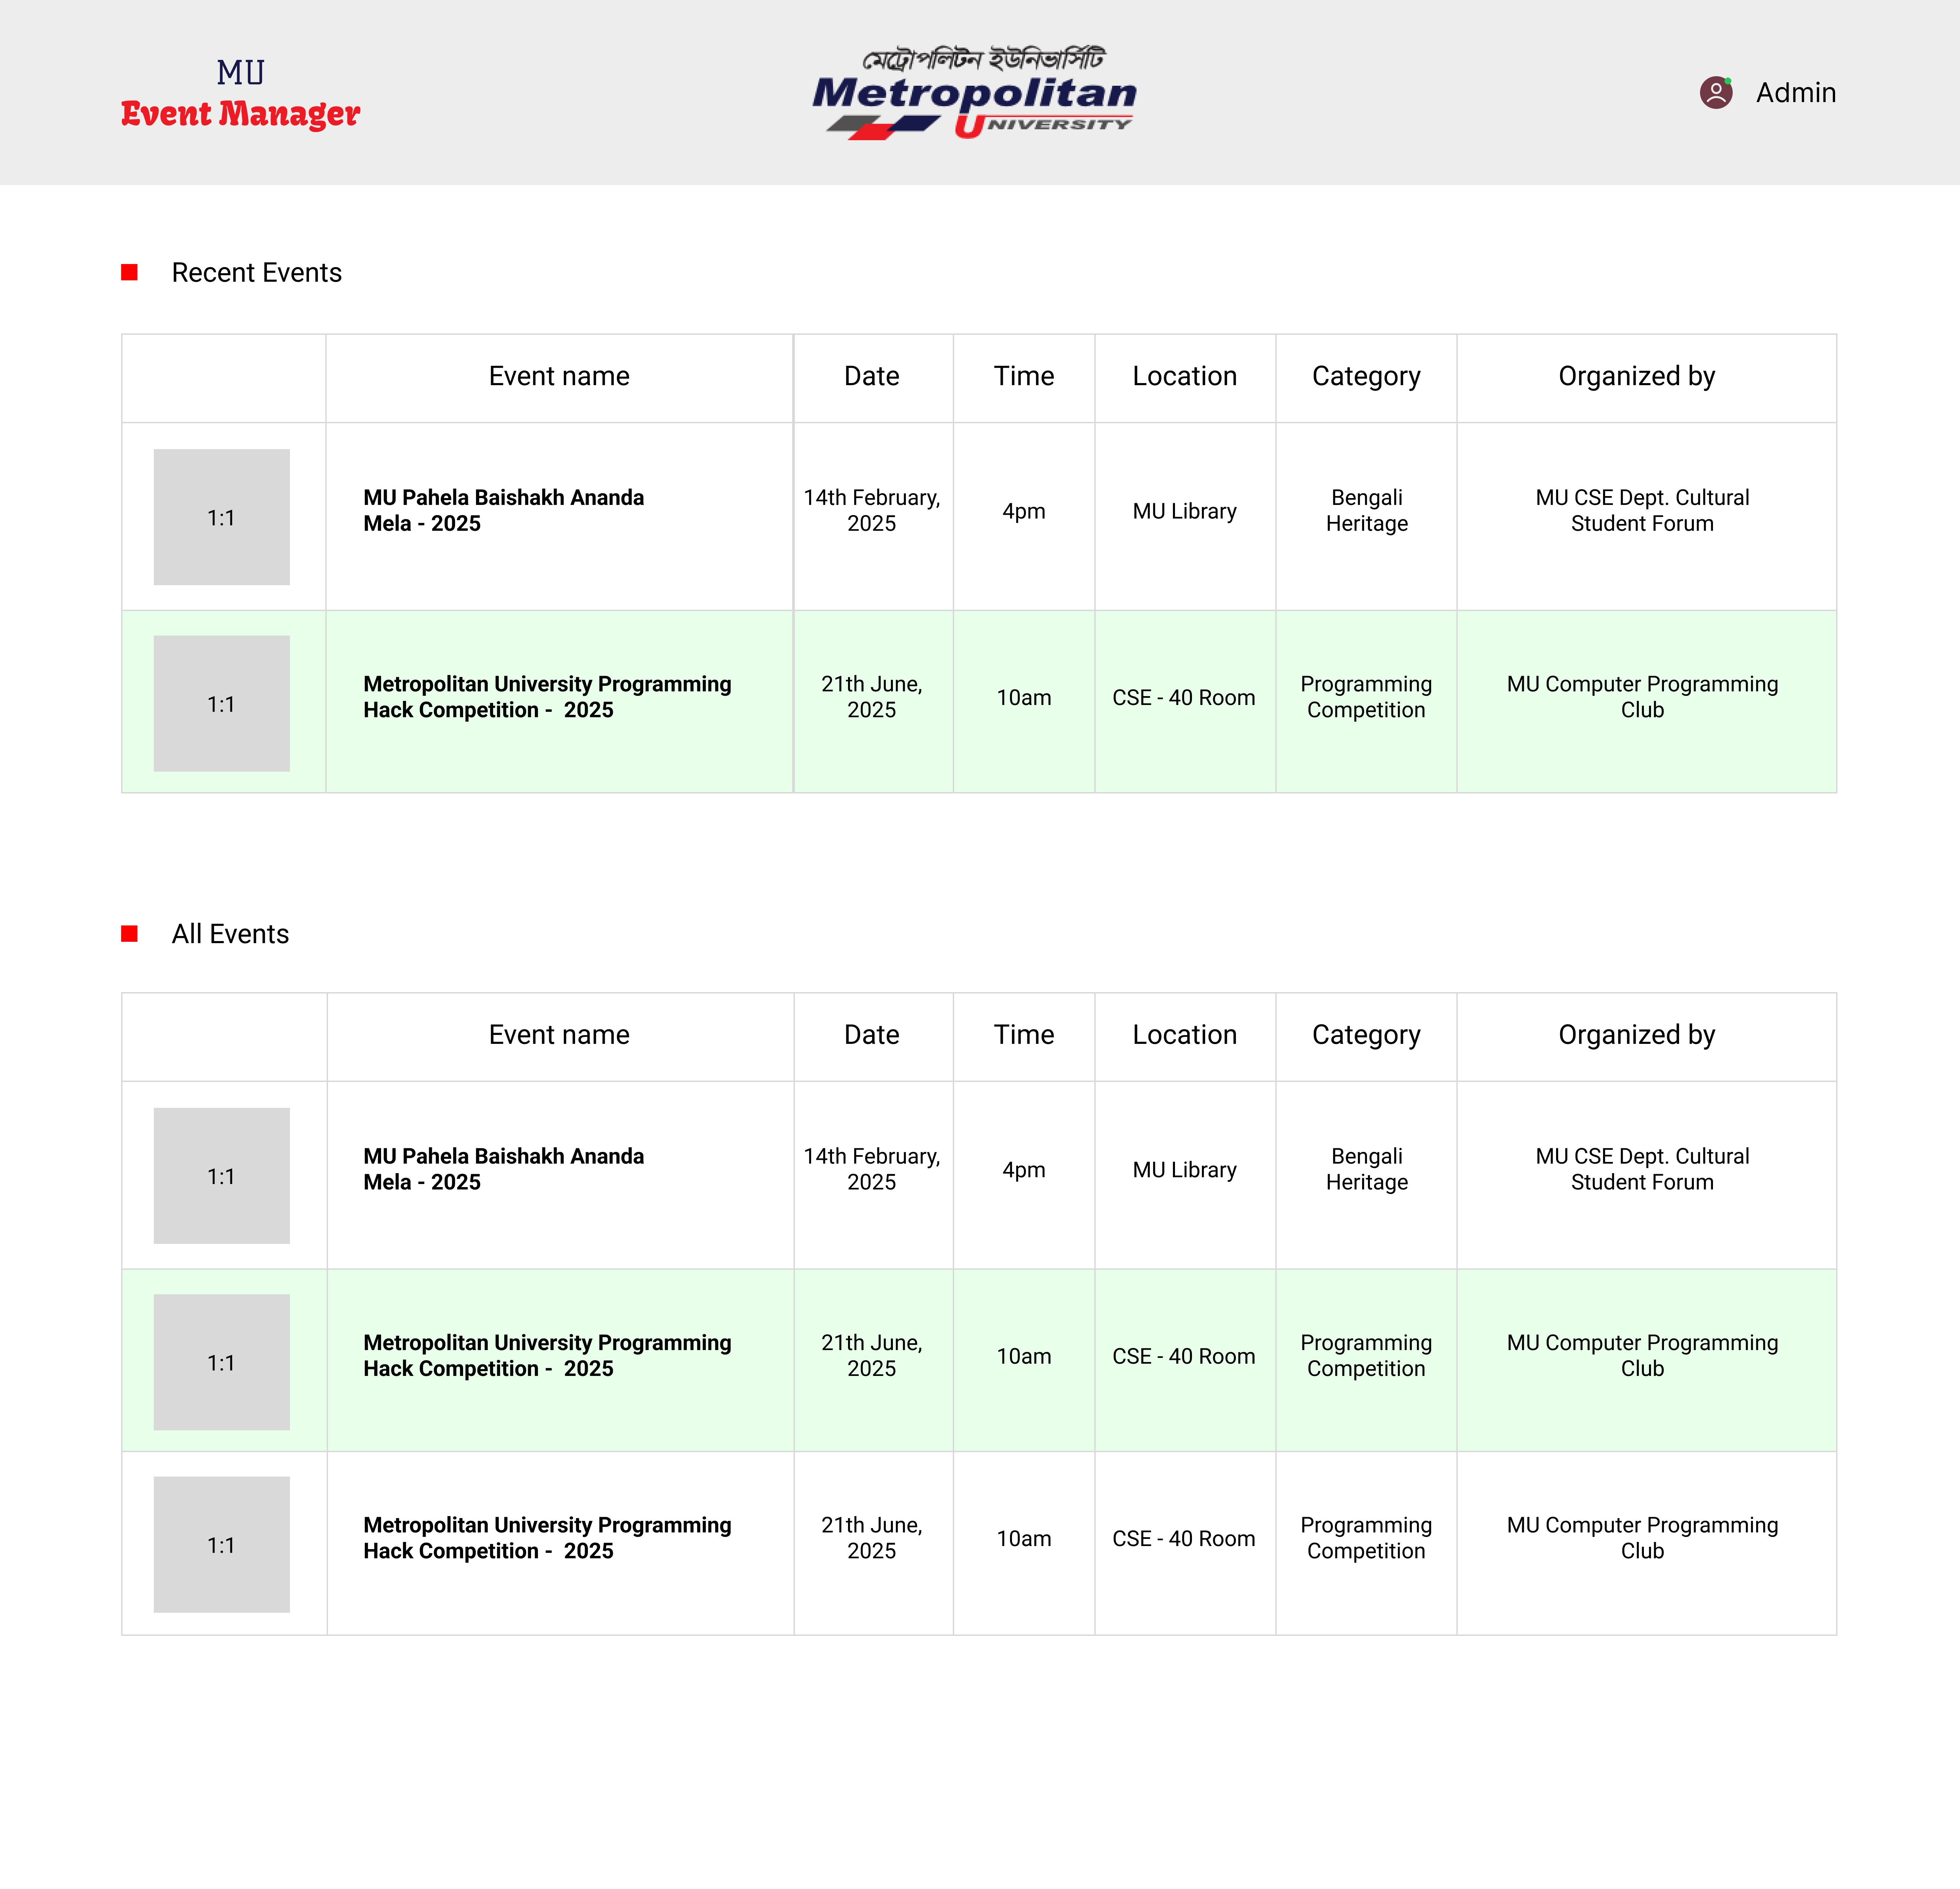 MU
Event Manager
মেট্রোপলিটন ইউনিভার্সিটি
Metropolitan
UNIVERSITY
Admin
Recent Events
Event name
Date
Time
Location
Category
Organized by
1:1
MU Pahela Baishakh Ananda
Mela - 2025
14th February,
2025
4pm
MU Library
Bengali
Heritage
MU CSE Dept. Cultural
Student Forum
1:1
Metropolitan University Programming
Hack Competition -  2025
21th June,
2025
10am
CSE - 40 Room
Programming
Competition
MU Computer Programming
Club
All Events
Event name
Date
Time
Location
Category
Organized by
1:1
MU Pahela Baishakh Ananda
Mela - 2025
14th February,
2025
4pm
MU Library
Bengali
Heritage
MU CSE Dept. Cultural
Student Forum
1:1
Metropolitan University Programming
Hack Competition -  2025
21th June,
2025
10am
CSE - 40 Room
Programming
Competition
MU Computer Programming
Club
1:1
Metropolitan University Programming
Hack Competition -  2025
21th June,
2025
10am
CSE - 40 Room
Programming
Competition
MU Computer Programming
Club